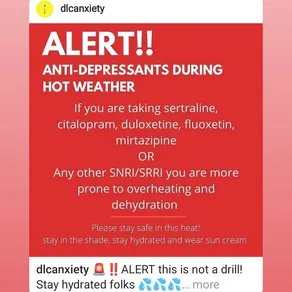 dlcanxiety
ALERT!!
ANTI-DEPRESSANTS DURING
HOT WEATHER
If you are taking sertraline,
citalopram, duloxetine, fluoxetin,
mirtazipine
OR
Any other SNRI/SRRI you are more
prone to overheating and
dehydration
Please stay safe in this heat!
stay in the shade, stay hydrated and wear sun cream
dlcanxiety 🚨‼️ALERT this is not a drill!
Stay hydrated folks 💦💦💦... more